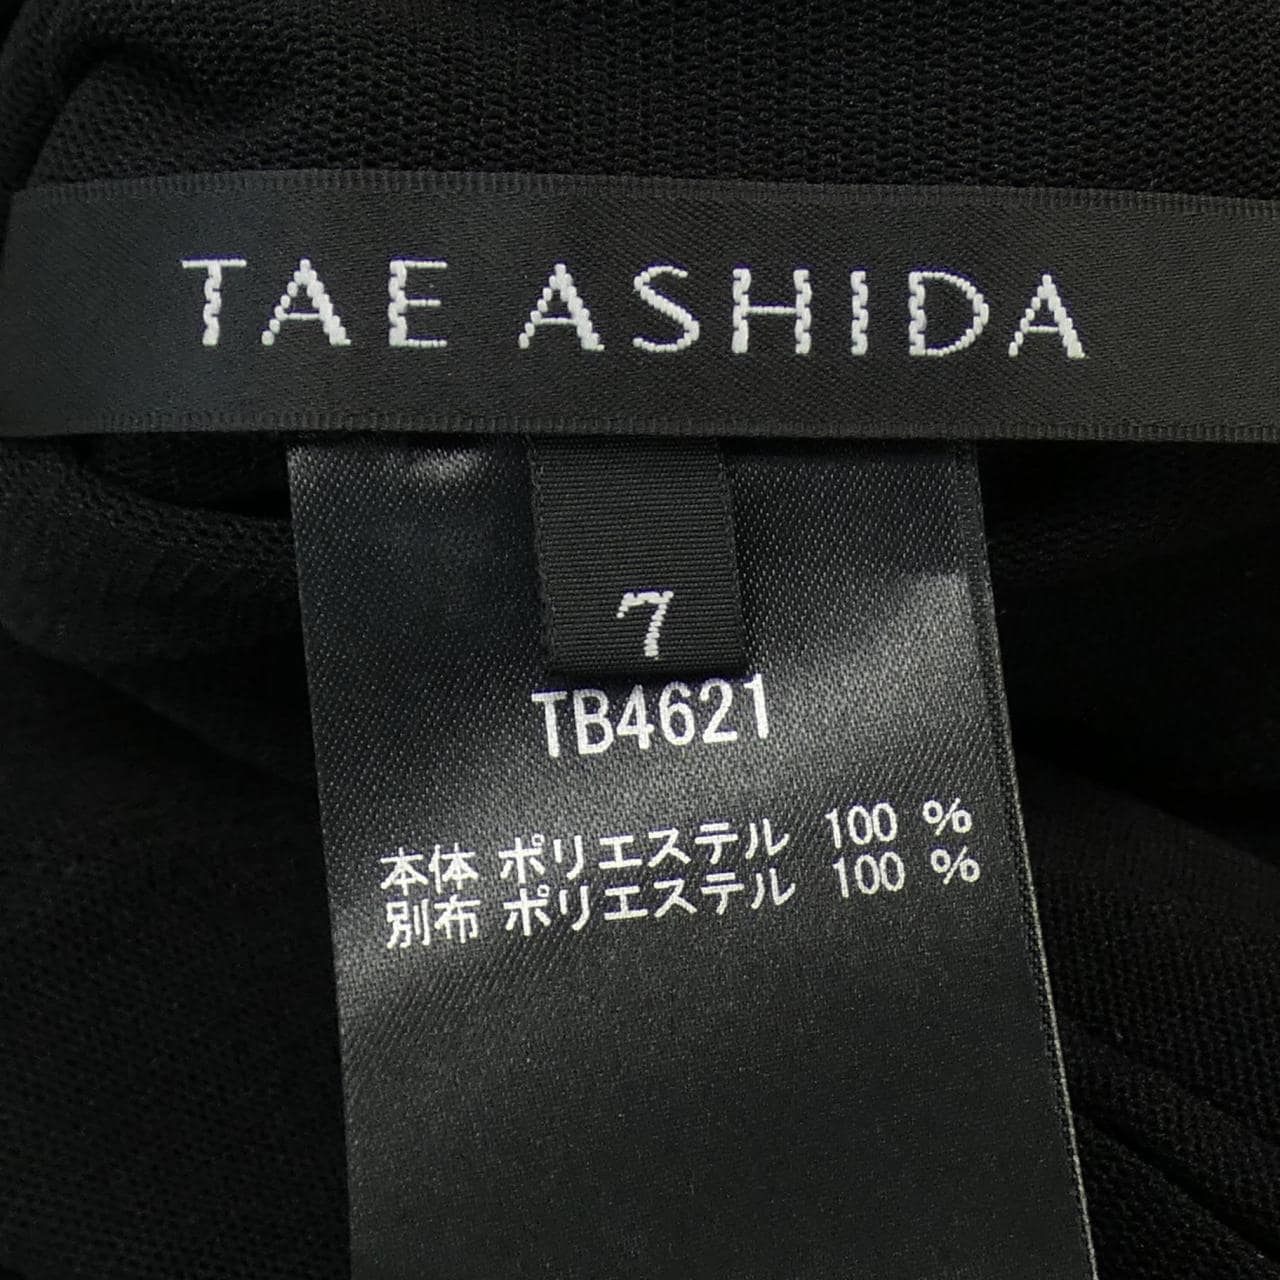 TAE ASHIDA
7
TB4621
本体 ポリエステル 100 %
別布 ポリエステル 100 %